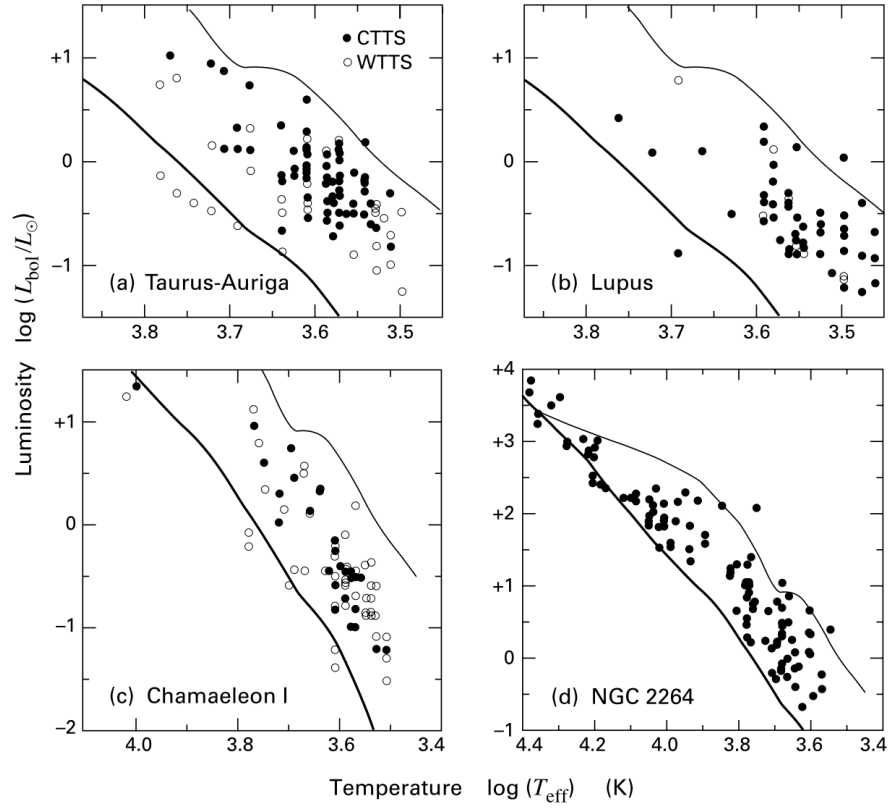 CTTS
WTTS
+1
0
−1
(a) Taurus-Auriga
3.8 3.7 3.6 3.5
+1
0
−1
(b) Lupus
3.8 3.7 3.6 3.5
+1
0
−1
−2
(c) Chamaeleon I
4.0 3.8 3.6 3.4
+4
+3
+2
+1
0
−1
(d) NGC 2264
4.4 4.2 4.0 3.8 3.6 3.4
Luminosity log (L_bol/L_⊙)
Temperature log (T_eff) (K)